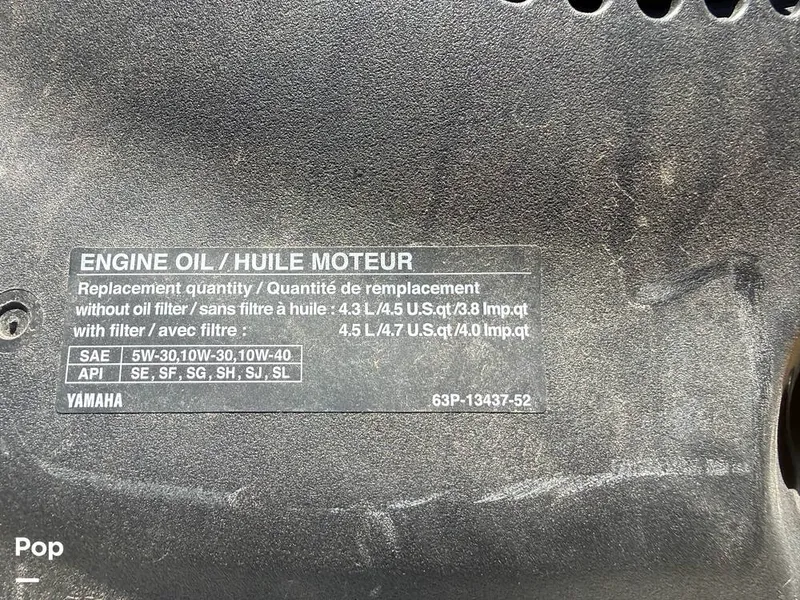 ENGINE OIL / HUILE MOTEUR
Replacement quantity / Quantité de remplacement
without oil filter / sans filtre à huile : 4.3 L/4.5 U.S.qt/3.8 Imp.qt
with filter / avec filtre : 4.5 L/4.7 U.S.qt/4.0 Imp.qt
SAE 5W-30,10W-30,10W-40
API SE, SF, SG, SH, SJ, SL
YAMAHA 63P-13437-52
Pop